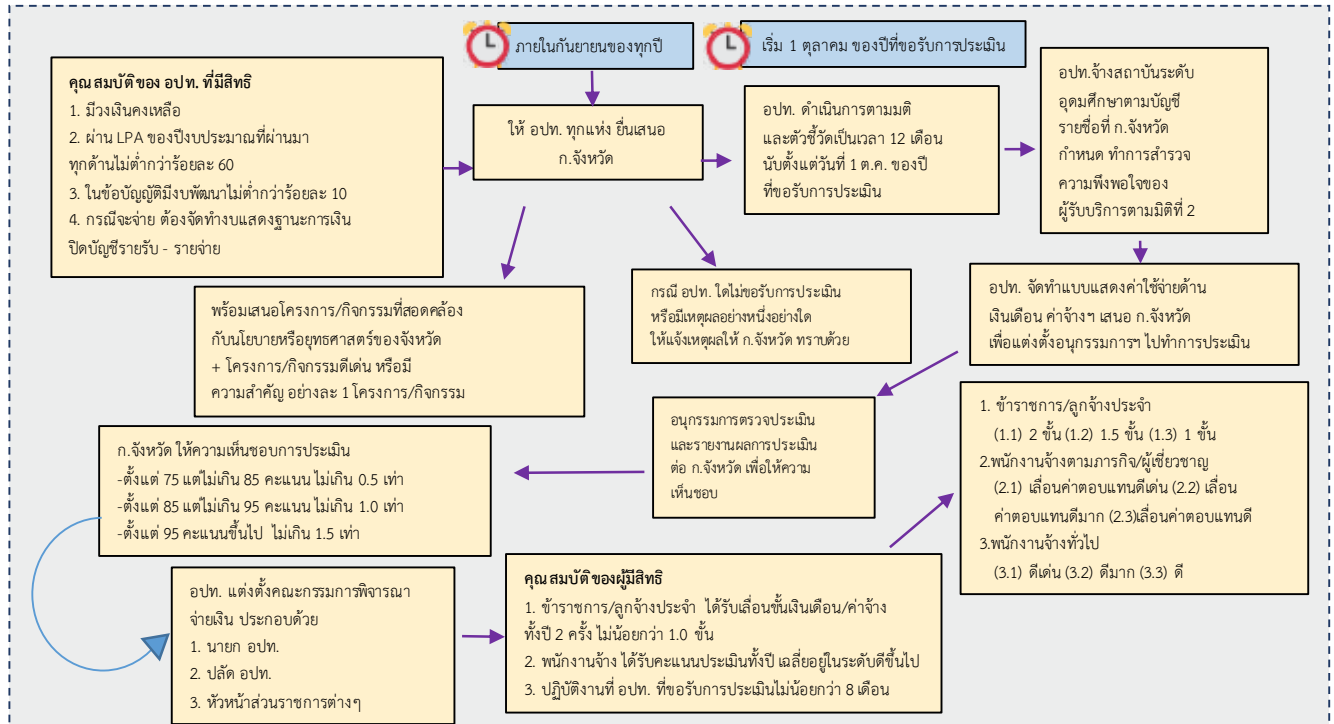 ภายในกันยายนของทุกปี
เริ่ม 1 ตุลาคม ของปีที่ขอรับการประเมิน
คุณสมบัติของ อปท. ที่มีสิทธิ
1. มีวงเงินคงเหลือ
2. ผ่าน LPA ของปีงบประมาณที่ผ่านมา
ทุกด้านไม่ต่ำกว่าร้อยละ 60
3. ในข้อบัญญัติมีงบพัฒนาไม่ต่ำกว่าร้อยละ 10
4. กรณีจะจ่าย ต้องจัดทำงบแสดงฐานะการเงิน
ปิดบัญชีรายรับ - รายจ่าย
ให้ อปท. ทุกแห่ง ยื่นเสนอ
ก.จังหวัด
อปท. ดำเนินการตามมติ
และตัวชี้วัดเป็นเวลา 12 เดือน
นับตั้งแต่วันที่ 1 ต.ค. ของปี
ที่ขอรับการประเมิน
อปท.จ้างสถาบันระดับ
อุดมศึกษาตามบัญชี
รายชื่อที่ ก.จังหวัด
กำหนด ทำการสำรวจ
ความพึงพอใจของ
ผู้รับบริการตามมิติที่ 2
พร้อมเสนอโครงการ/กิจกรรมที่สอดคล้อง
กับนโยบายหรือยุทธศาสตร์ของจังหวัด
+ โครงการ/กิจกรรมดีเด่น หรือมี
ความสำคัญ อย่างละ 1 โครงการ/กิจกรรม
กรณี อปท. ใดไม่ขอรับการประเมิน
หรือมีเหตุผลอย่างหนึ่งอย่างใด
ให้แจ้งเหตุผลให้ ก.จังหวัด ทราบด้วย
อปท. จัดทำแบบแสดงค่าใช้จ่ายด้าน
เงินเดือน ค่าจ้างฯ เสนอ ก.จังหวัด
เพื่อแต่งตั้งอนุกรรมการฯ ไปทำการประเมิน
อนุกรรมการตรวจประเมิน
และรายงานผลการประเมิน
ต่อ ก.จังหวัด เพื่อให้ความ
เห็นชอบ
ก.จังหวัด ให้ความเห็นชอบการประเมิน
-ตั้งแต่ 75 แต่ไม่เกิน 85 คะแนน ไม่เกิน 0.5 เท่า
-ตั้งแต่ 85 แต่ไม่เกิน 95 คะแนน ไม่เกิน 1.0 เท่า
-ตั้งแต่ 95 คะแนนขึ้นไป ไม่เกิน 1.5 เท่า
อปท. แต่งตั้งคณะกรรมการพิจารณา
จ่ายเงิน ประกอบด้วย
1. นายก อปท.
2. ปลัด อปท.
3. หัวหน้าส่วนราชการต่างๆ
คุณสมบัติของผู้มีสิทธิ
1. ข้าราชการ/ลูกจ้างประจำ ได้รับเลื่อนขั้นเงินเดือน/ค่าจ้าง
ทั้งปี 2 ครั้ง ไม่น้อยกว่า 1.0 ขั้น
2. พนักงานจ้าง ได้รับคะแนนประเมินทั้งปี เฉลี่ยอยู่ในระดับดีขึ้นไป
3. ปฏิบัติงานที่ อปท. ที่ขอรับการประเมินไม่น้อยกว่า 8 เดือน
1. ข้าราชการ/ลูกจ้างประจำ
(1.1) 2 ขั้น (1.2) 1.5 ขั้น (1.3) 1 ขั้น
2.พนักงานจ้างตามภารกิจ/ผู้เชี่ยวชาญ
(2.1) เลื่อนค่าตอบแทนดีเด่น (2.2) เลื่อน
ค่าตอบแทนดีมาก (2.3)เลื่อนค่าตอบแทนดี
3.พนักงานจ้างทั่วไป
(3.1) ดีเด่น (3.2) ดีมาก (3.3) ดี